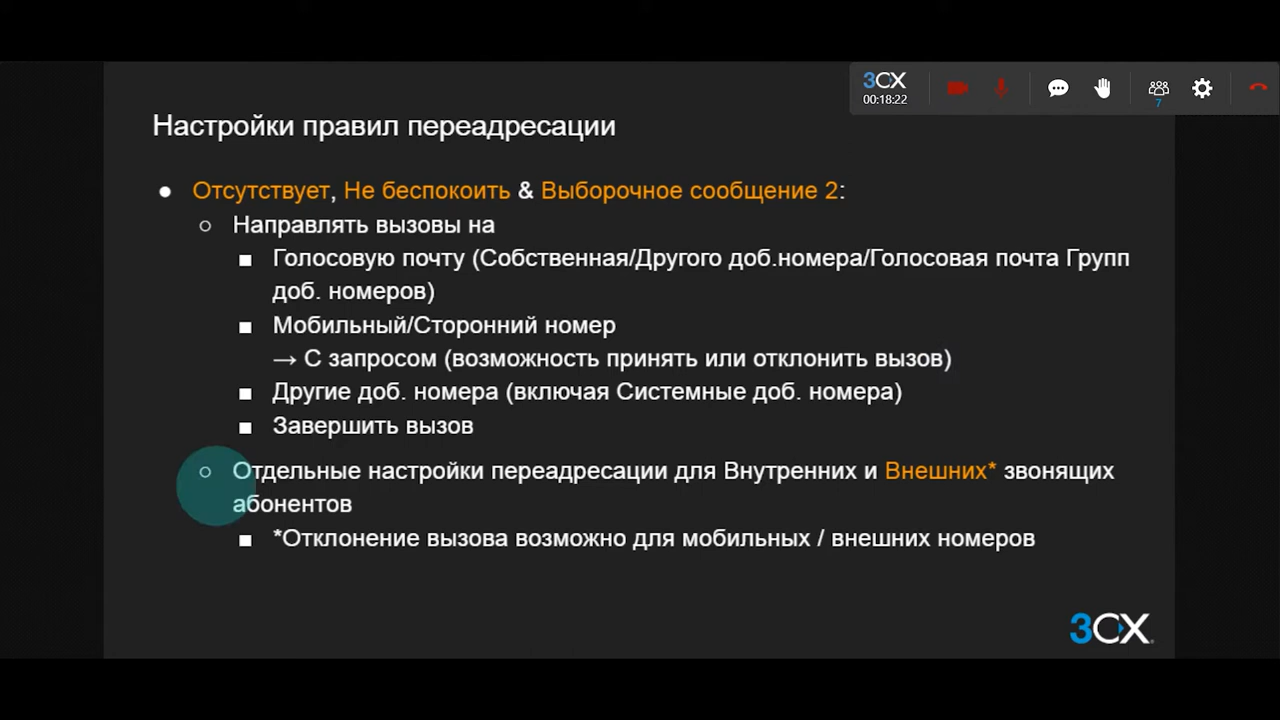 3CX
00:18:22
7
Настройки правил переадресации
● Отсутствует, Не беспокоить & Выборочное сообщение 2:
○ Направлять вызовы на
■ Голосовую почту (Собственная/Другого доб.номера/Голосовая почта Групп
доб. номеров)
■ Мобильный/Сторонний номер
→ С запросом (возможность принять или отклонить вызов)
■ Другие доб. номера (включая Системные доб. номера)
■ Завершить вызов
○ Отдельные настройки переадресации для Внутренних и Внешних* звонящих
абонентов
■ *Отклонение вызова возможно для мобильных / внешних номеров
3CX